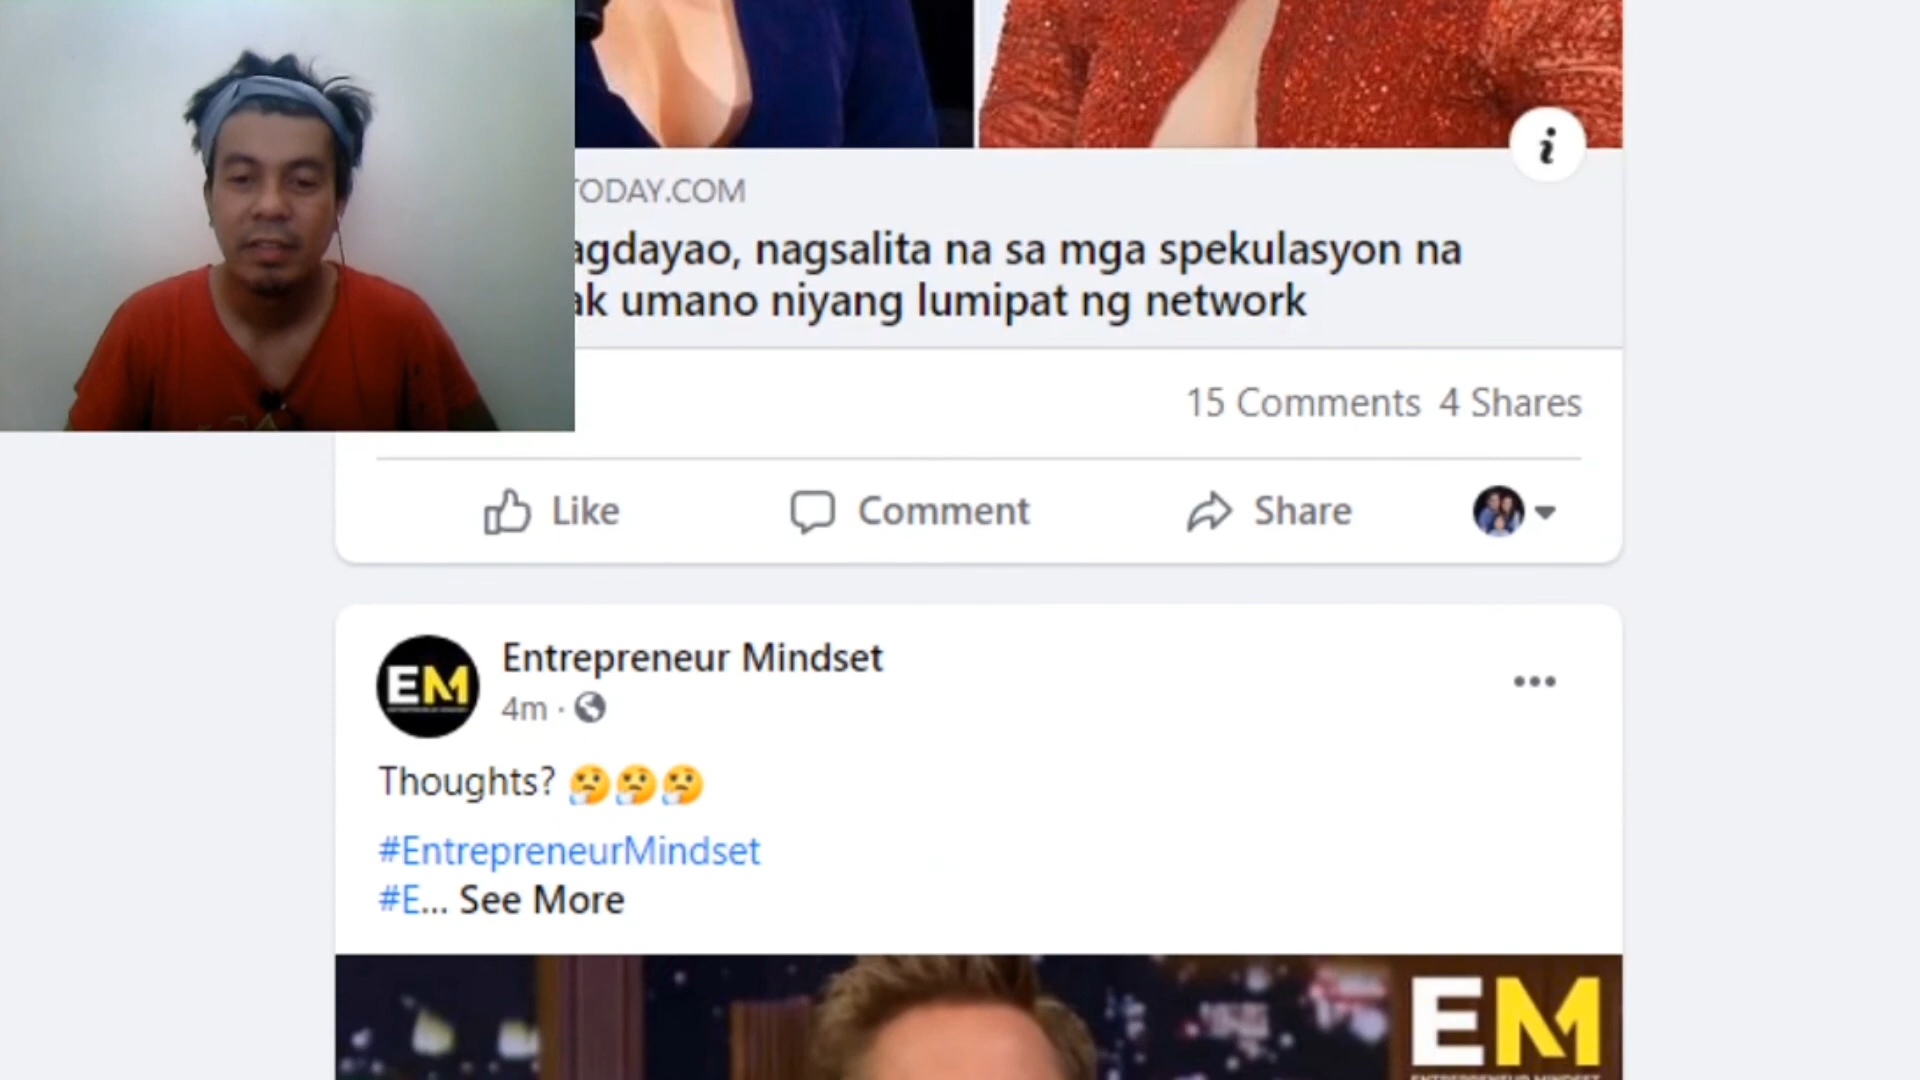 TODAY.COM
agdayao, nagsalita na sa mga spekulasyon na
ak umano niyang lumipat ng network
15 Comments 4 Shares
Like Comment Share
EM
Entrepreneur Mindset
4m ·
Thoughts? 🤔🤔🤔
#EntrepreneurMindset
#E... See More
EM